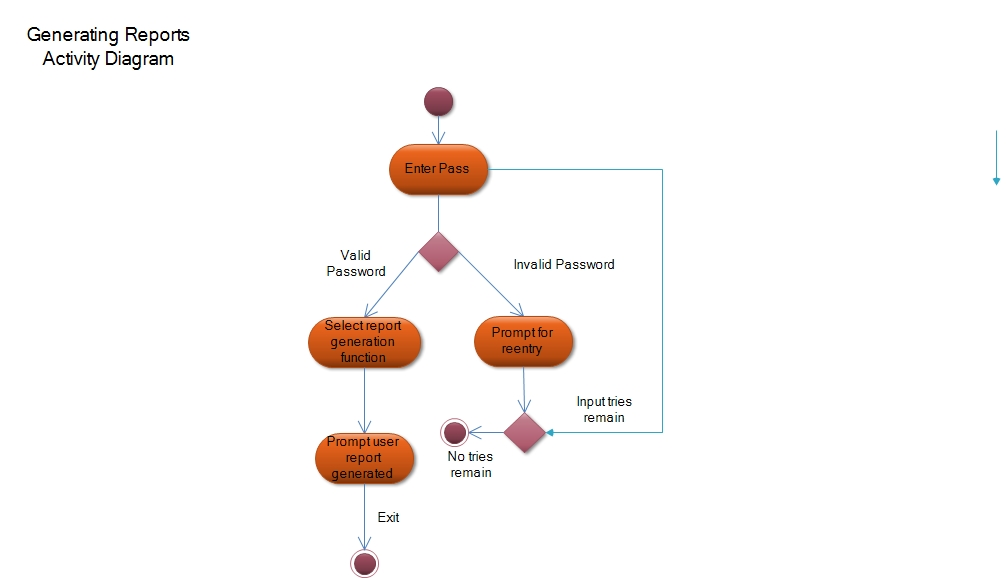 Generating Reports
Activity Diagram
Enter Pass
Valid
Password
Invalid Password
Select report
generation
function
Prompt for
reentry
Input tries
remain
Prompt user
report
generated
No tries
remain
Exit